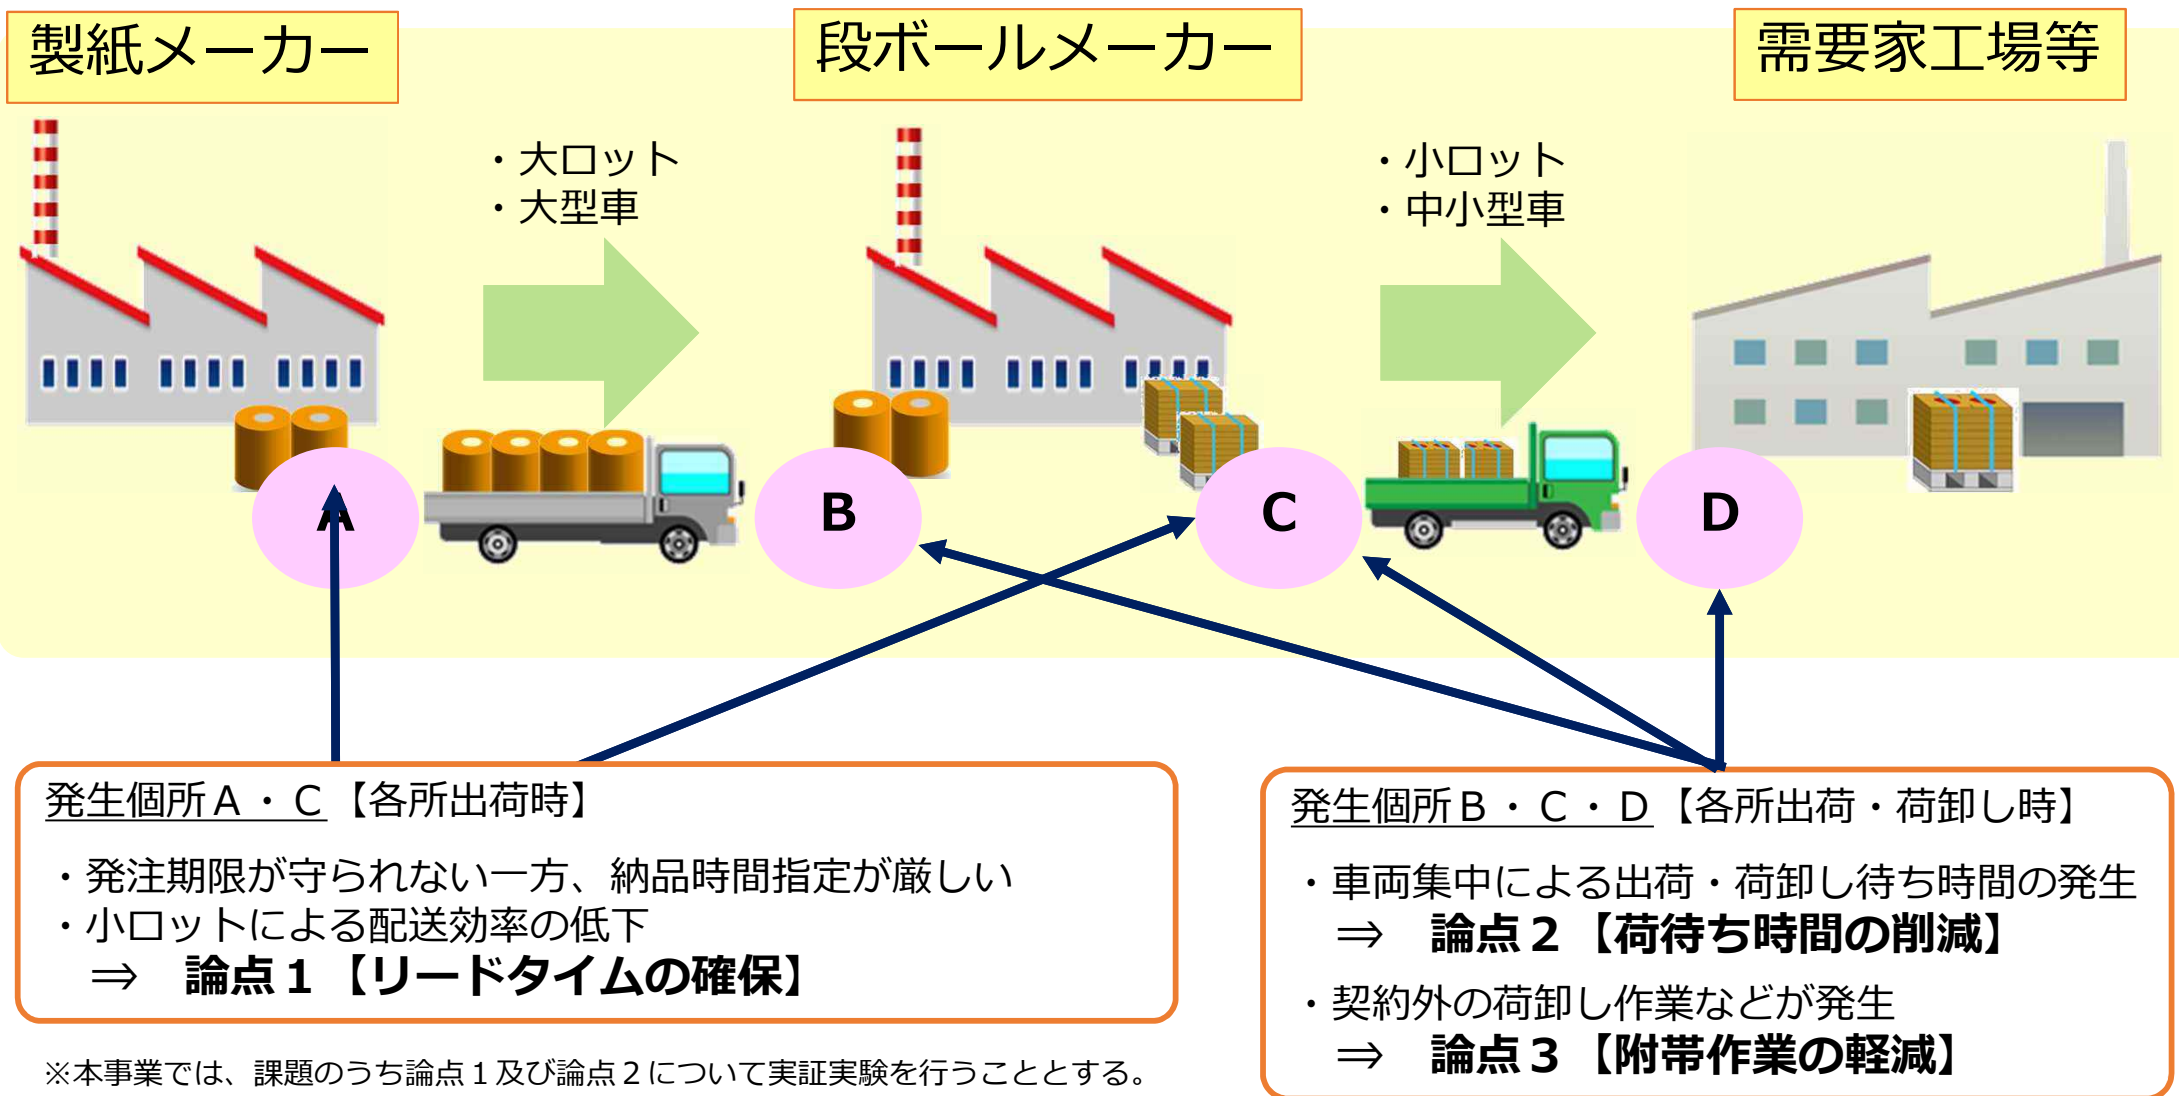 製紙メーカー
段ボールメーカー
需要家工場等
・大ロット
・大型車
・小ロット
・中小型車
A
B
C
D
発生個所Ａ・Ｃ【各所出荷時】
・発注期限が守られない一方、納品時間指定が厳しい
・小ロットによる配送効率の低下
⇒　論点１【リードタイムの確保】
※本事業では、課題のうち論点１及び論点２について実証実験を行うこととする。
発生個所Ｂ・Ｃ・Ｄ【各所出荷・荷卸し時】
・車両集中による出荷・荷卸し待ち時間の発生
⇒　論点２【荷待ち時間の削減】
・契約外の荷卸し作業などが発生
⇒　論点３【附帯作業の軽減】